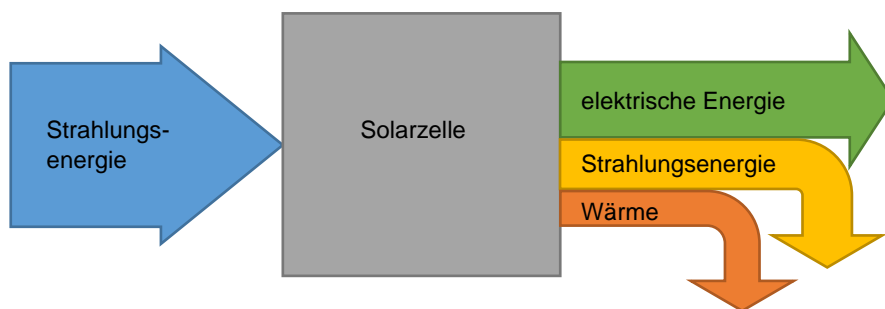 Strahlungs-
energie
Solarzelle
elektrische Energie
Strahlungsenergie
Wärme